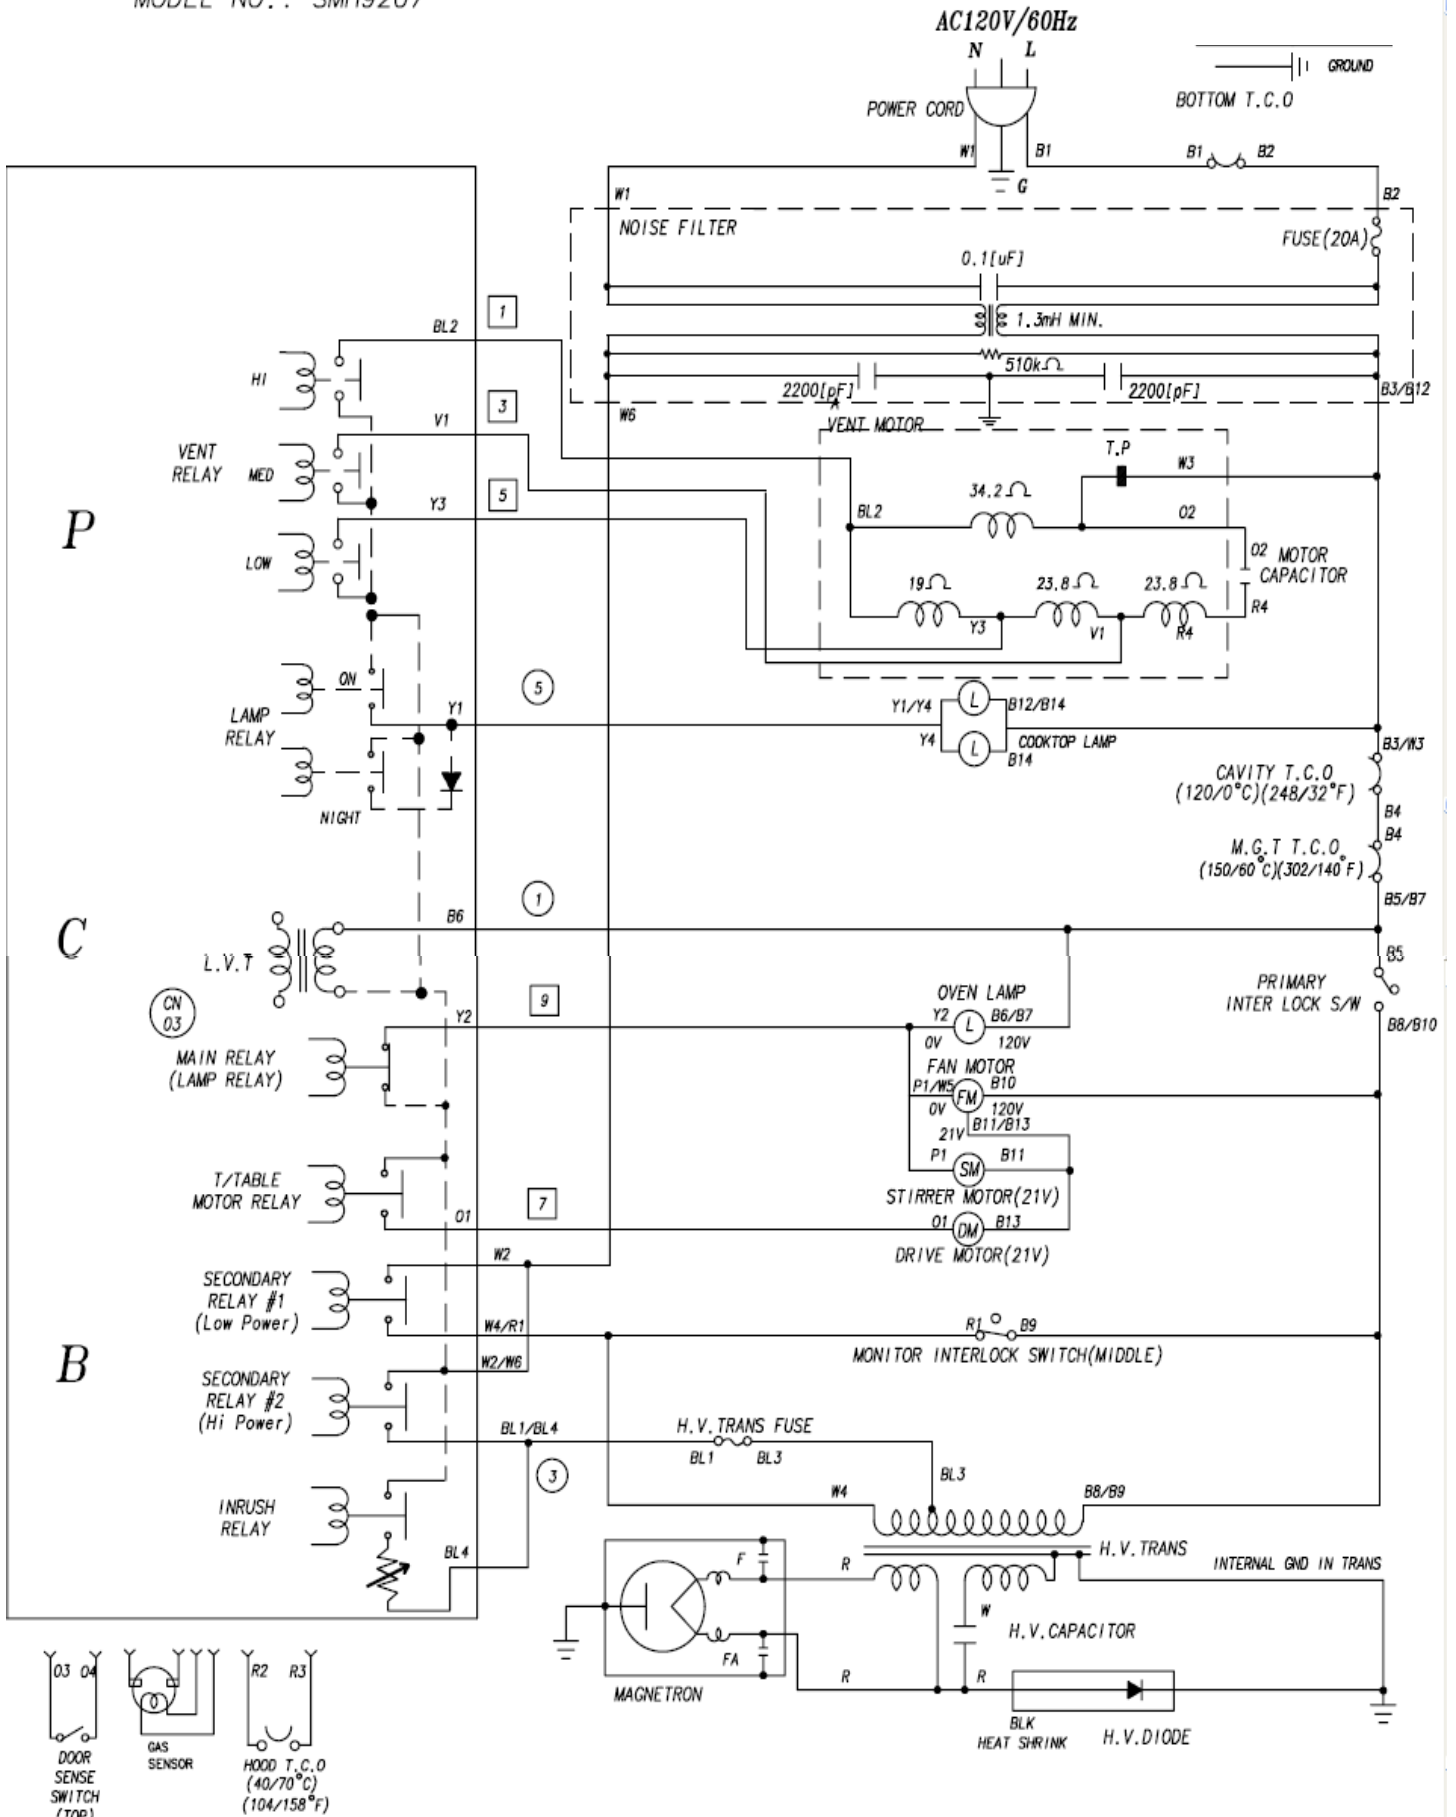 AC120V/60Hz
N L
GROUND
BOTTOM T.C.O
POWER CORD
W1 B1 B1 B2
G
W1 B2
NOISE FILTER
FUSE(20A)
0.1[uF]
1.3mH MIN.
510kΩ
2200[pF] 2200[pF]
B3/B12
W6
VENT MOTOR
1
BL2
HI
3
V1
VENT
RELAY
MED
5
Y3
LOW
P
T.P
W3
34.2Ω
BL2
O2
O2
MOTOR
CAPACITOR
19Ω 23.8Ω 23.8Ω
R4
Y3 V1 R4
ON
5
LAMP
RELAY
Y1
Y1/Y4 L B12/B14
Y4 L COOKTOP LAMP
B14
B3/W3
NIGHT
CAVITY T.C.O
(120/0°C)(248/32°F)
B4
B4
M.G.T T.C.O
(150/60°C)(302/140°F)
B5/B7
C
1
B6
L.V.T
B5
PRIMARY
INTER LOCK S/W
B8/B10
CN
03
9
Y2
OVEN LAMP
Y2 L B6/B7
0V 120V
MAIN RELAY
(LAMP RELAY)
FAN MOTOR
P1/W5 FM B10
0V 120V
21V B11/B13
P1 SM B11
STIRRER MOTOR(21V)
T/TABLE
MOTOR RELAY
7
O1
O1 DM B13
DRIVE MOTOR(21V)
W2
SECONDARY
RELAY #1
(Low Power)
W4/R1
R1 B9
MONITOR INTERLOCK SWITCH(MIDDLE)
B
W2/W6
SECONDARY
RELAY #2
(Hi Power)
BL1/BL4
H.V.TRANS FUSE
BL1 BL3
3
BL3
INRUSH
RELAY
BL4
W4 B8/B9
H.V.TRANS
INTERNAL GND IN TRANS
F R
W
H.V.CAPACITOR
FA
R R
MAGNETRON
BLK
HEAT SHRINK
H.V.DIODE
O3 O4
R2 R3
DOOR
SENSE
SWITCH
(TOP)
GAS
SENSOR
HOOD T.C.O
(40/70°C)
(104/158°F)